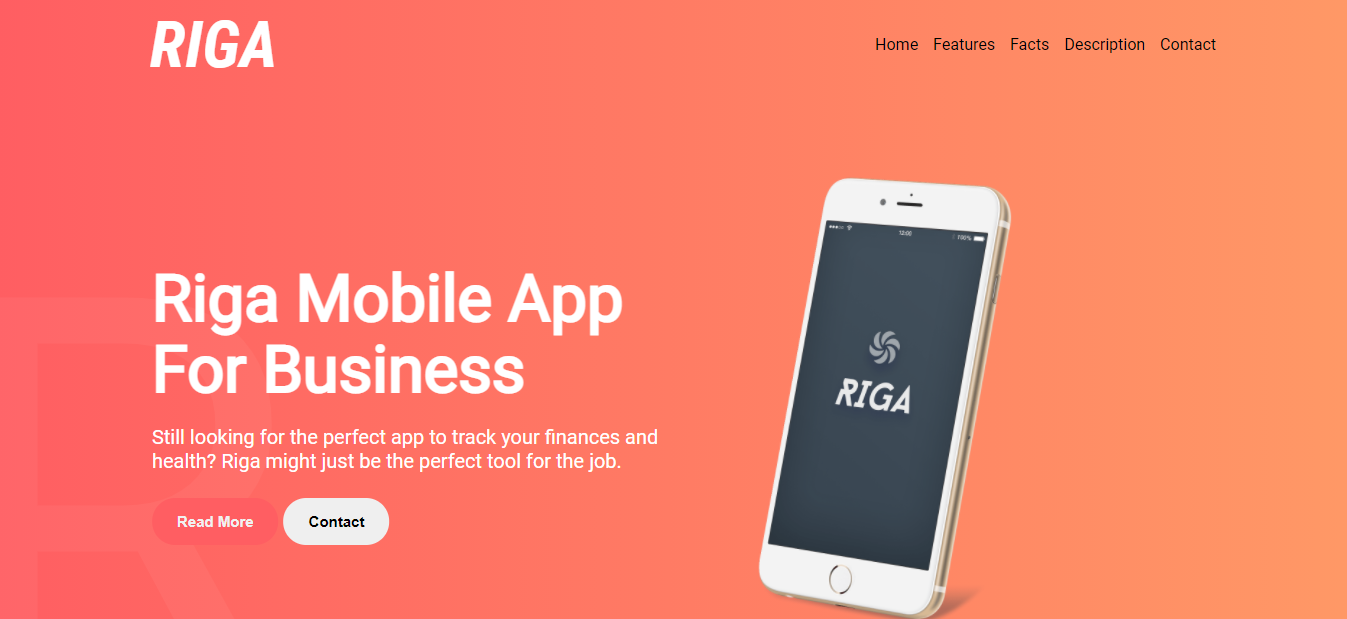 RIGA
Home Features Facts Description Contact
Riga Mobile App
For Business
Still looking for the perfect app to track your finances and
health? Riga might just be the perfect tool for the job.
Read More Contact
12:00
100%
RIGA
R